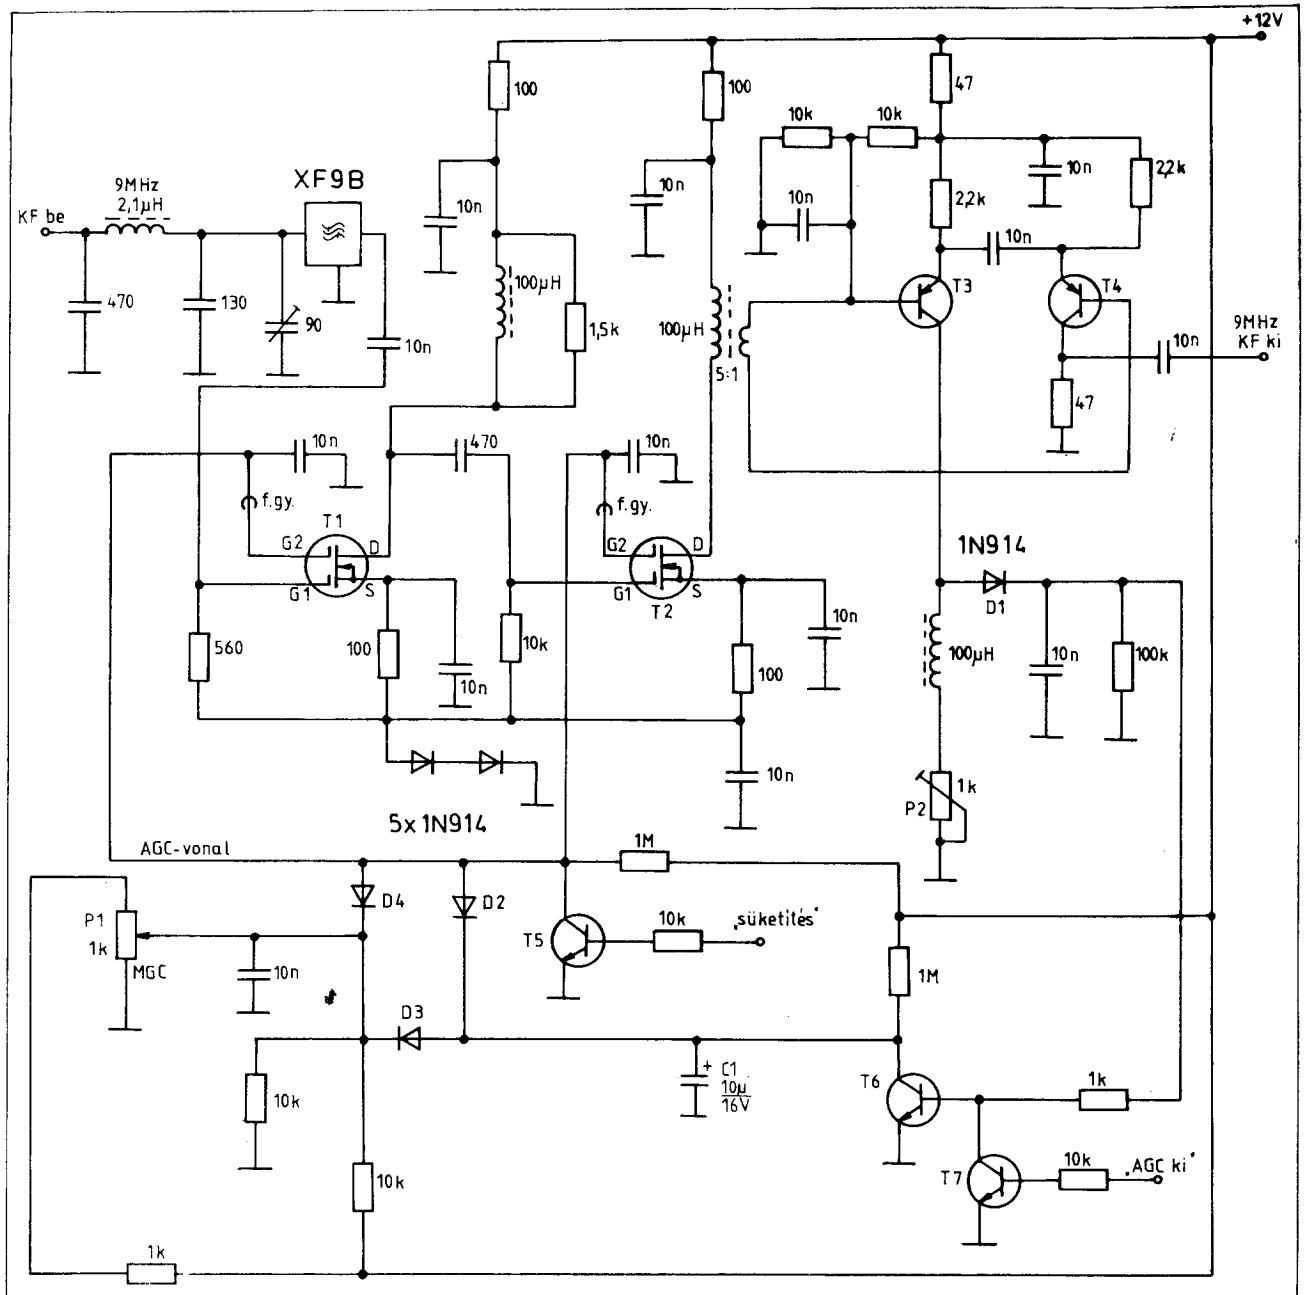 +12V
100
100
47
10k
10k
XF9B
9MHz
2,1µH
KF be
10n
10n
10n
2,2k
10n
2,2k
10n
470
130
90
10n
100µH
1,5k
100µH
5:1
T3
T4
9MHz
KF ki
10n
47
10n
470
10n
f.gy.
f.gy.
T1
G2
D
G1
S
G2
D
G1
S
T2
1N914
D1
560
100
10n
10k
100
10n
100µH
10n
100k
10n
P2
1k
5x1N914
AGC-vonal
1M
D4
D2
P1
1k
MGC
10n
T5
10k
„süketítés"
1M
D3
+
C1
10µ
16V
T6
1k
10k
T7
10k
„AGC ki"
10k
1k